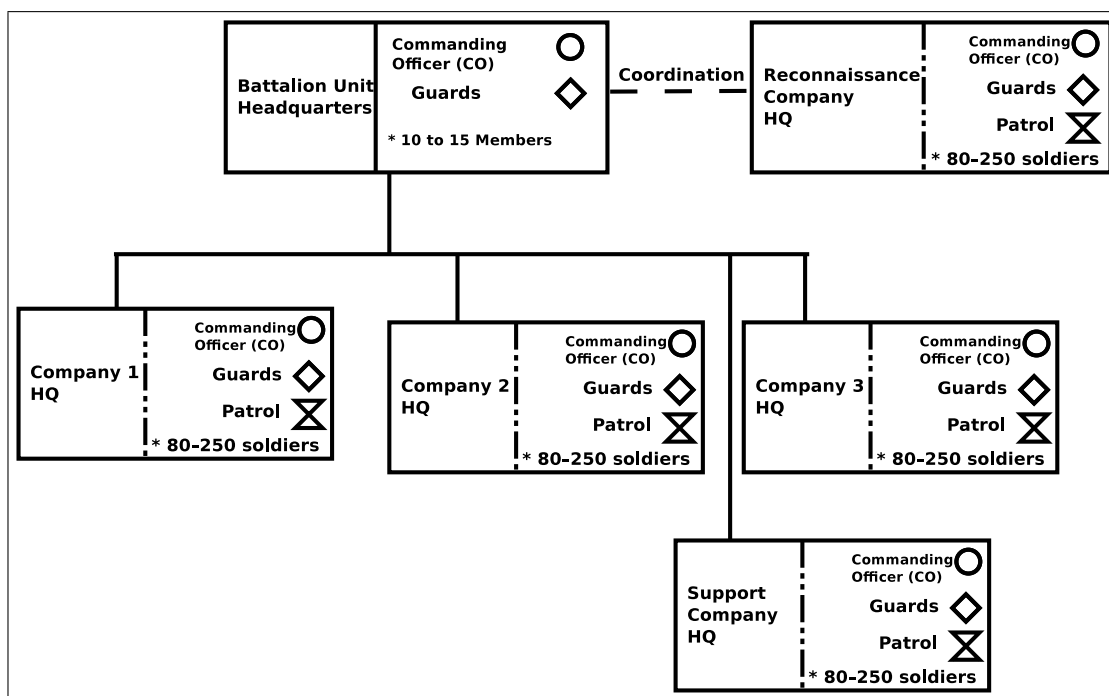 Battalion Unit
Headquarters
Commanding
Officer (CO)
Guards
* 10 to 15 Members
Coordination
Reconnaissance
Company
HQ
Commanding
Officer (CO)
Guards
Patrol
* 80–250 soldiers
Company 1
HQ
Commanding
Officer (CO)
Guards
Patrol
* 80–250 soldiers
Company 2
HQ
Commanding
Officer (CO)
Guards
Patrol
* 80–250 soldiers
Company 3
HQ
Commanding
Officer (CO)
Guards
Patrol
* 80–250 soldiers
Support
Company
HQ
Commanding
Officer (CO)
Guards
Patrol
* 80–250 soldiers